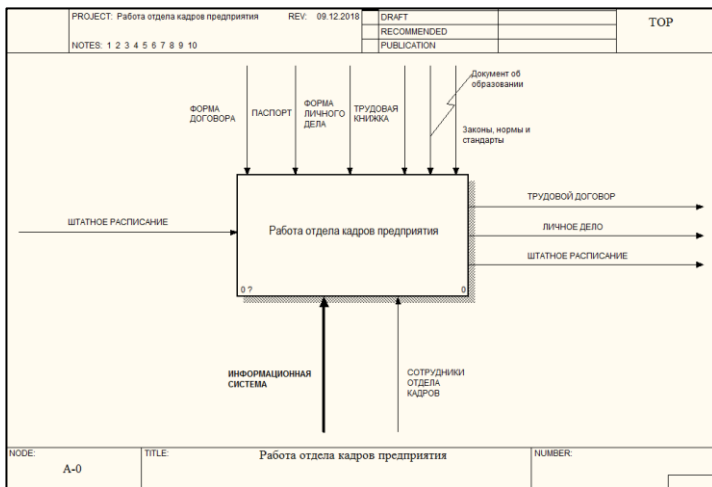 PROJECT: Работа отдела кадров предприятия
REV: 09.12.2018
DRAFT
RECOMMENDED
PUBLICATION
TOP
NOTES: 1 2 3 4 5 6 7 8 9 10
ФОРМА
ДОГОВОРА
ПАСПОРТ
ФОРМА
ЛИЧНОГО
ДЕЛА
ТРУДОВАЯ
КНИЖКА
Документ об
образовании
Законы, нормы и
стандарты
ШТАТНОЕ РАСПИСАНИЕ
Работа отдела кадров предприятия
0 ?
0
ТРУДОВОЙ ДОГОВОР
ЛИЧНОЕ ДЕЛО
ШТАТНОЕ РАСПИСАНИЕ
ИНФОРМАЦИОННАЯ
СИСТЕМА
СОТРУДНИКИ
ОТДЕЛА
КАДРОВ
NODE:
A-0
TITLE:
Работа отдела кадров предприятия
NUMBER: